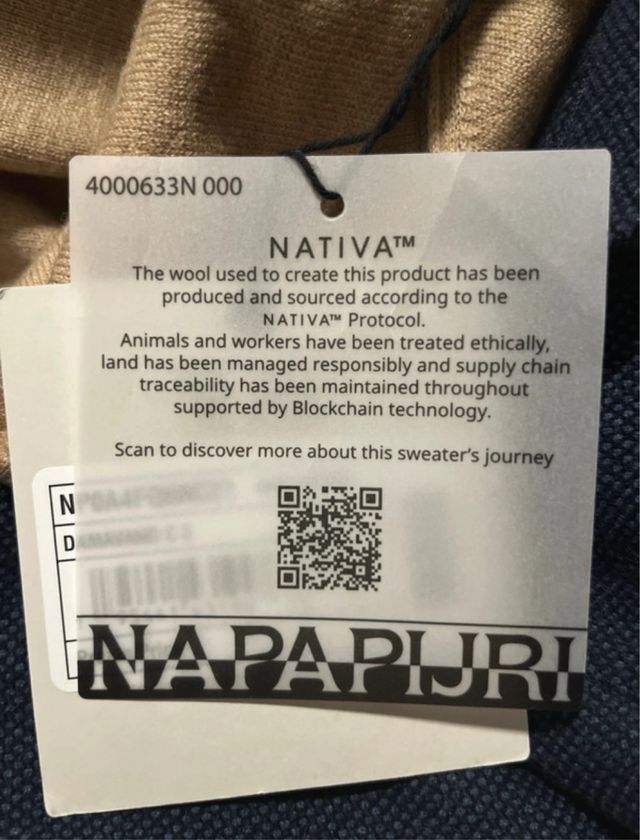 4000633N 000
NATIVA™
The wool used to create this product has been
produced and sourced according to the
NATIVA™ Protocol.
Animals and workers have been treated ethically,
land has been managed responsibly and supply chain
traceability has been maintained throughout
supported by Blockchain technology.
Scan to discover more about this sweater's journey
N
D
NAPAPIJRI